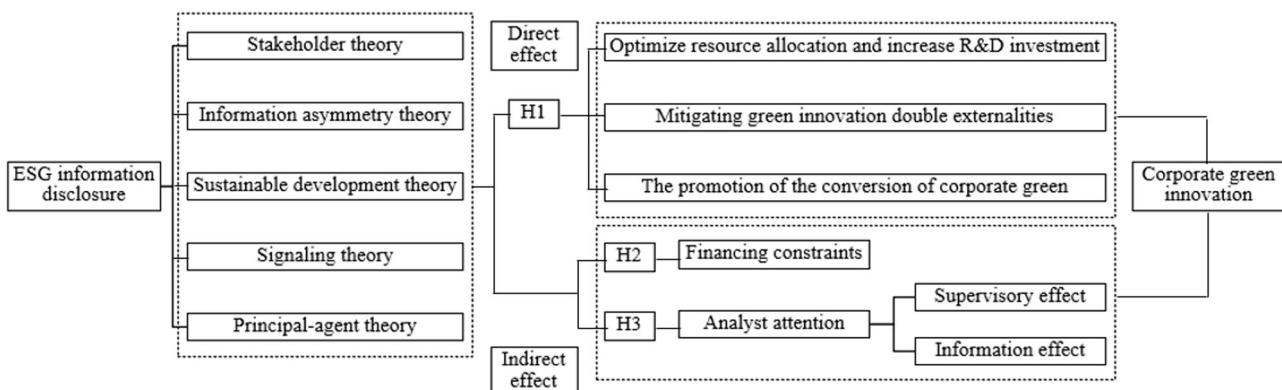 ESG information
disclosure
Stakeholder theory
Information asymmetry theory
Sustainable development theory
Signaling theory
Principal-agent theory
Direct
effect
H1
Optimize resource allocation and increase R&D investment
Mitigating green innovation double externalities
The promotion of the conversion of corporate green
H2
Financing constraints
H3
Analyst attention
Supervisory effect
Information effect
Indirect
effect
Corporate green
innovation